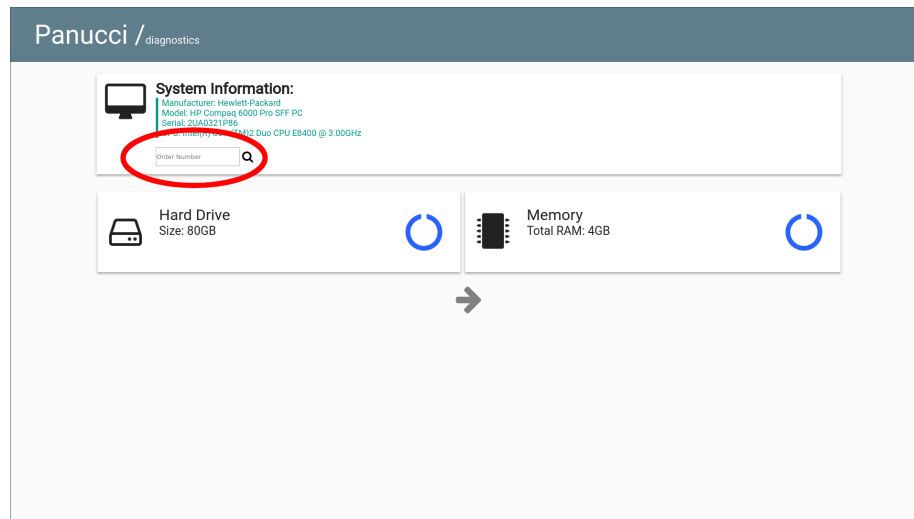 Panucci /diagnostics
System Information:
Manufacturer: Hewlett-Packard
Model: HP Compaq 6000 Pro SFF PC
Serial: 2UA0321P86
Duo CPU E8400 @ 3.00GHz
Order Number
Hard Drive
Size: 80GB
Memory
Total RAM: 4GB